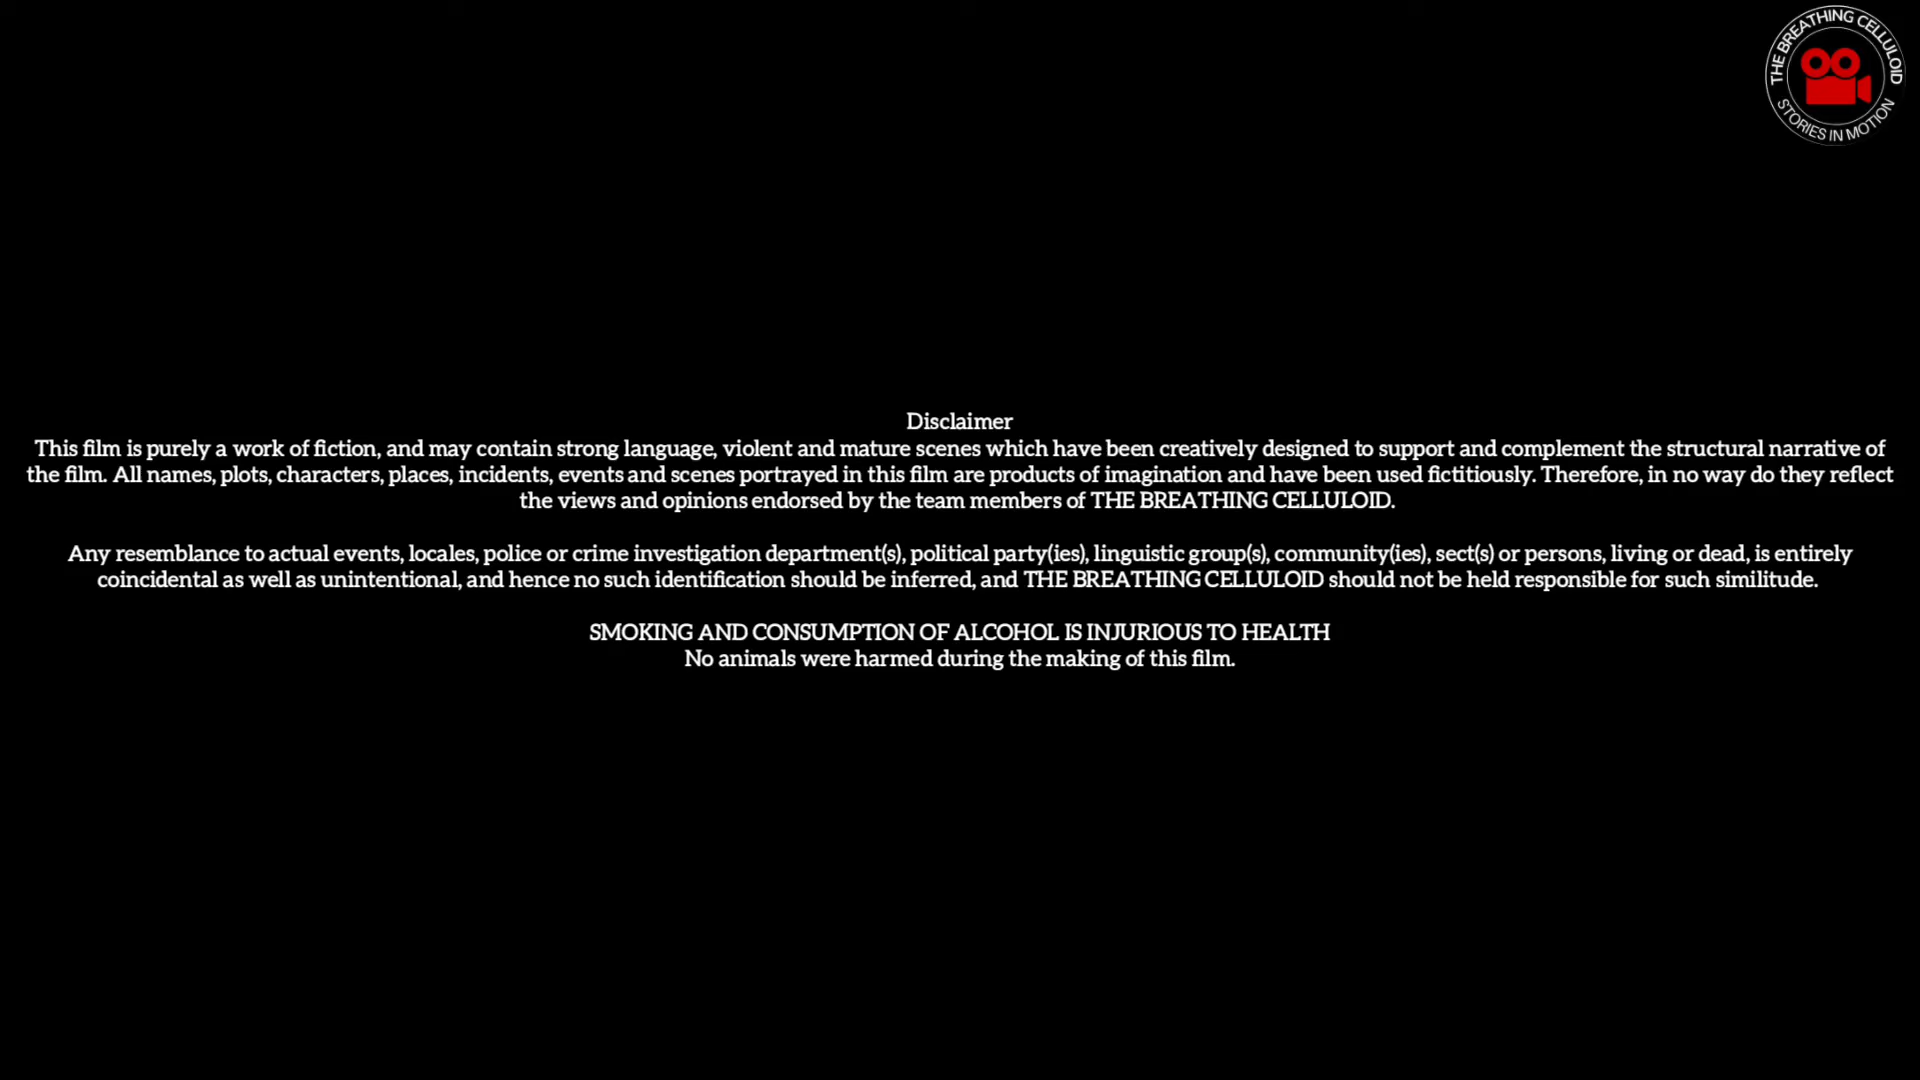 THE BREATHING CELLULOID
STORIES IN MOTION
Disclaimer
This film is purely a work of fiction, and may contain strong language, violent and mature scenes which have been creatively designed to support and complement the structural narrative of
the film. All names, plots, characters, places, incidents, events and scenes portrayed in this film are products of imagination and have been used fictitiously. Therefore, in no way do they reflect
the views and opinions endorsed by the team members of THE BREATHING CELLULOID.
Any resemblance to actual events, locales, police or crime investigation department(s), political party(ies), linguistic group(s), community(ies), sect(s) or persons, living or dead, is entirely
coincidental as well as unintentional, and hence no such identification should be inferred, and THE BREATHING CELLULOID should not be held responsible for such similitude.
SMOKING AND CONSUMPTION OF ALCOHOL IS INJURIOUS TO HEALTH
No animals were harmed during the making of this film.